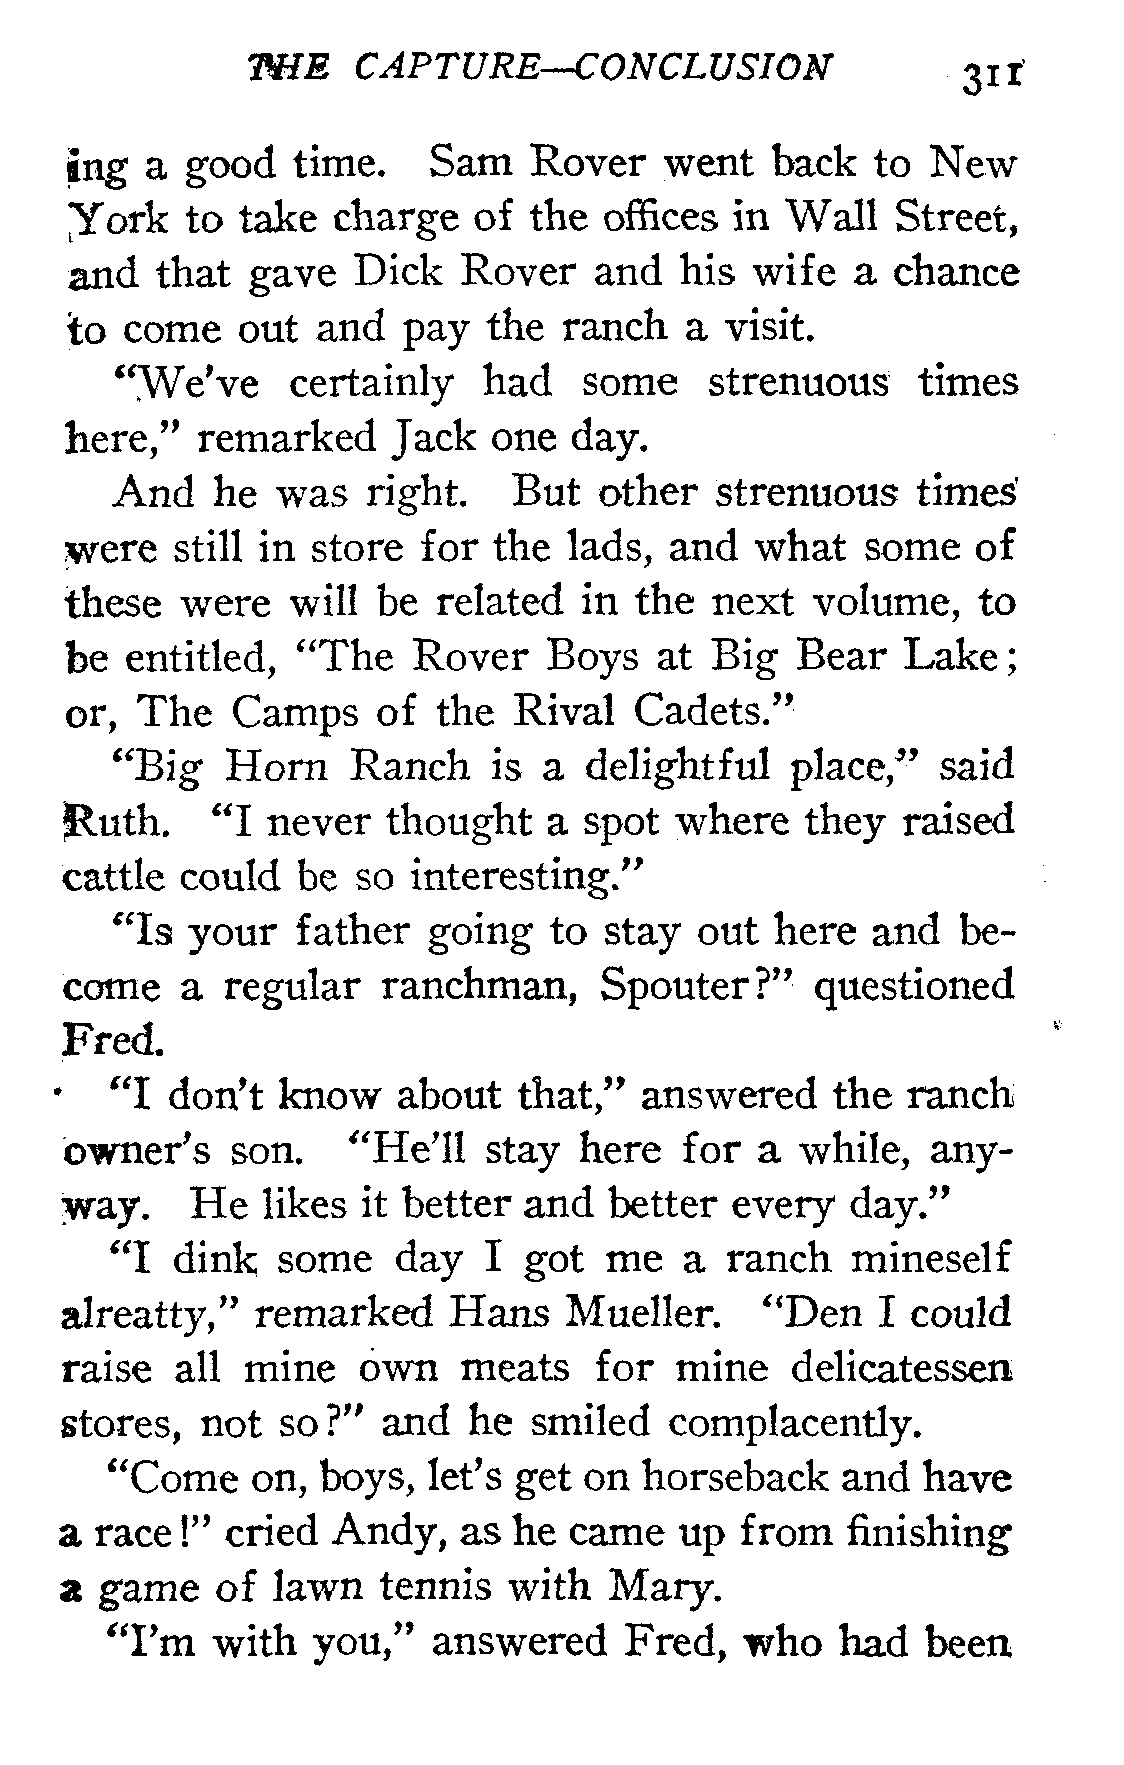 THE CAPTURE—CONCLUSION 311
ing a good time. Sam Rover went back to New
York to take charge of the offices in Wall Street,
and that gave Dick Rover and his wife a chance
to come out and pay the ranch a visit.
“We’ve certainly had some strenuous times
here,” remarked Jack one day.
And he was right. But other strenuous times
were still in store for the lads, and what some of
these were will be related in the next volume, to
be entitled, “The Rover Boys at Big Bear Lake;
or, The Camps of the Rival Cadets.”
“Big Horn Ranch is a delightful place,” said
Ruth. “I never thought a spot where they raised
cattle could be so interesting.”
“Is your father going to stay out here and be-
come a regular ranchman, Spouter?” questioned
Fred.
“I don’t know about that,” answered the ranch
owner’s son. “He’ll stay here for a while, any-
way. He likes it better and better every day.”
“I dink some day I got me a ranch mineself
alreatty,” remarked Hans Mueller. “Den I could
raise all mine own meats for mine delicatessen
stores, not so?” and he smiled complacently.
“Come on, boys, let’s get on horseback and have
a race!” cried Andy, as he came up from finishing
a game of lawn tennis with Mary.
“I’m with you,” answered Fred, who had been